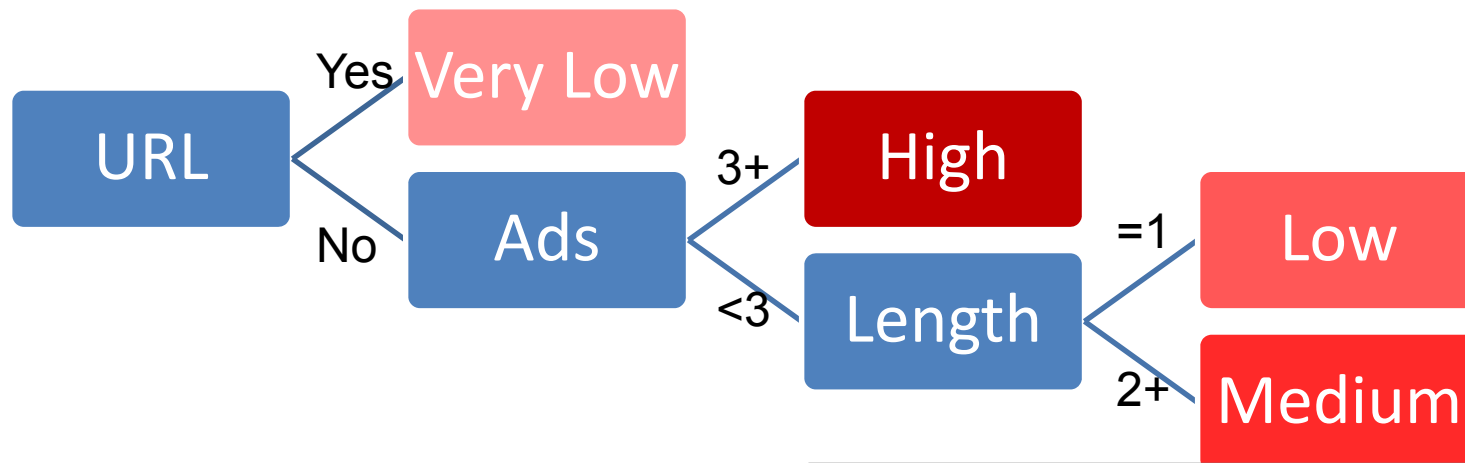 URL
Yes
Very Low
No
Ads
3+
High
<3
Length
=1
Low
2+
Medium